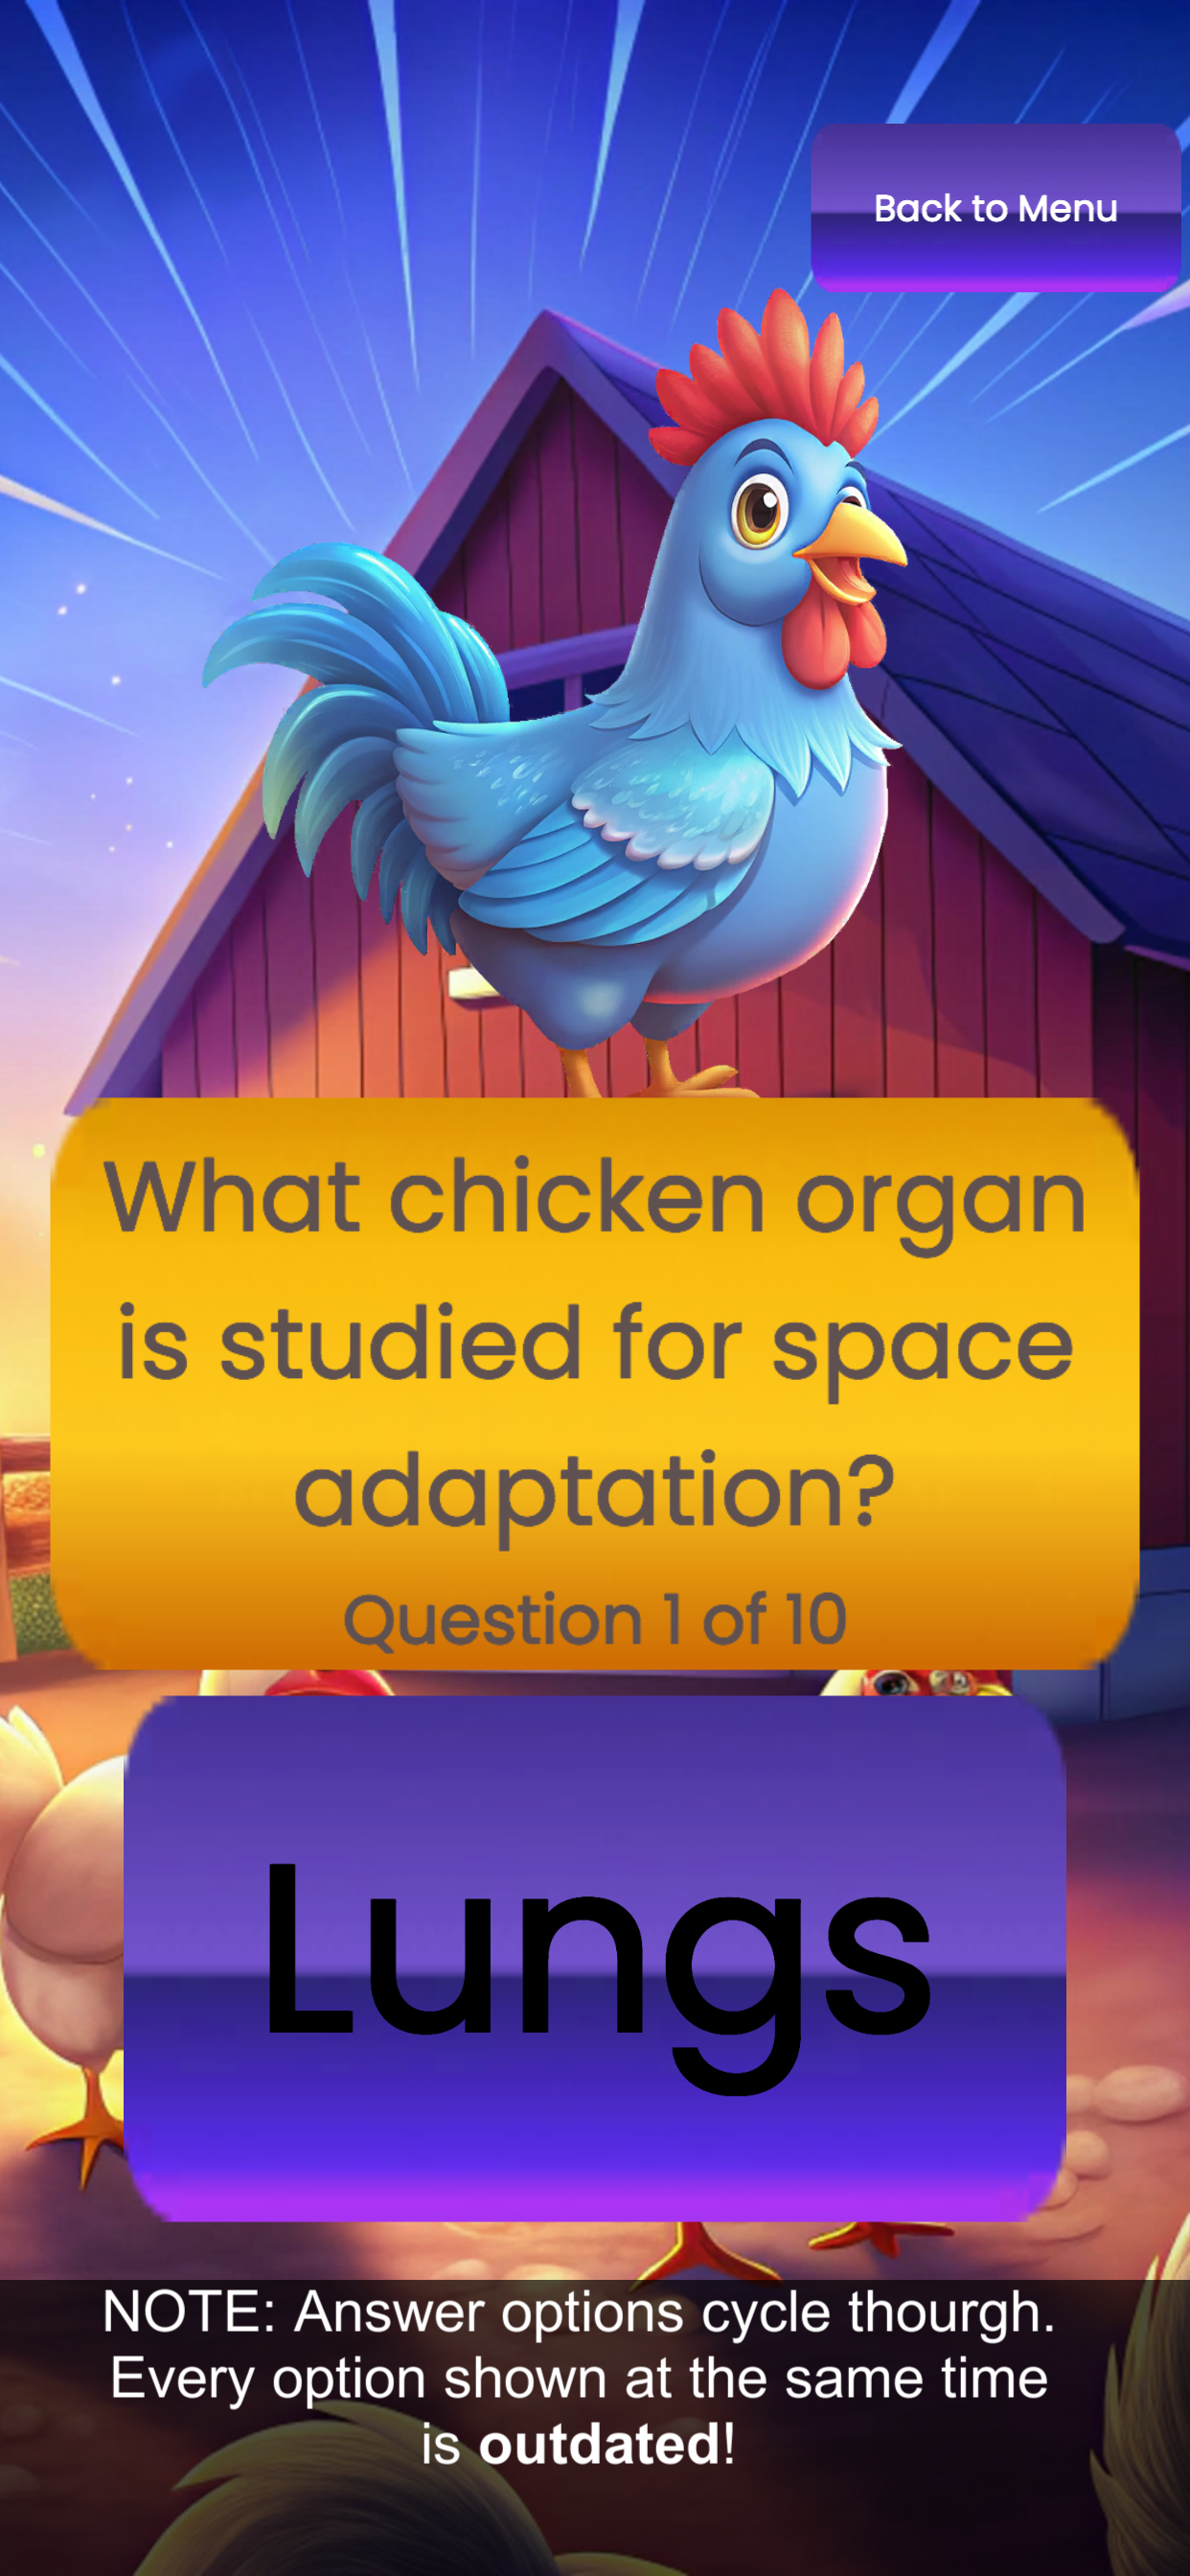 Back to Menu
What chicken organ
is studied for space
adaptation?
Question 1 of 10
Lungs
NOTE: Answer options cycle thourgh.
Every option shown at the same time
is outdated!